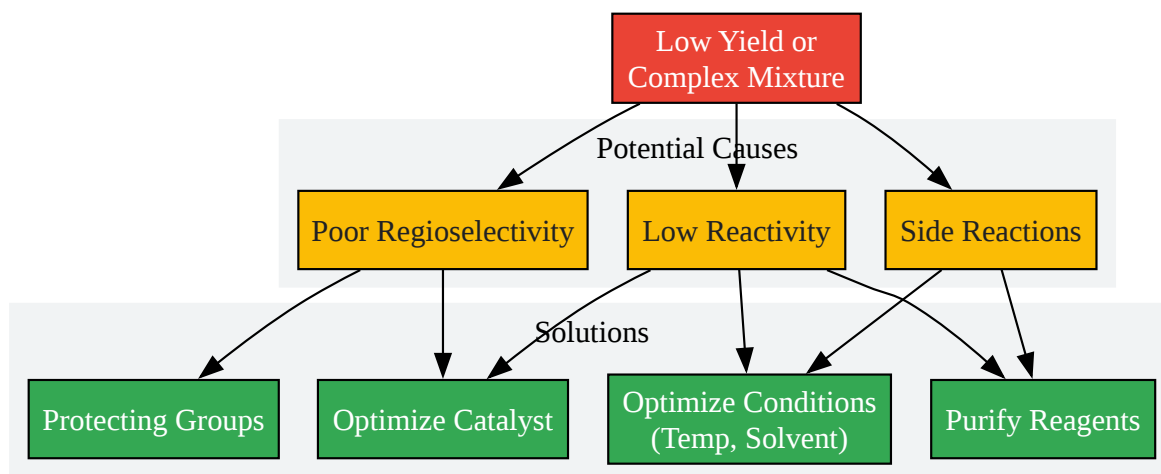 Low Yield or
Complex Mixture
Potential Causes
Poor Regioselectivity
Low Reactivity
Side Reactions
Solutions
Protecting Groups
Optimize Catalyst
Optimize Conditions
(Temp, Solvent)
Purify Reagents